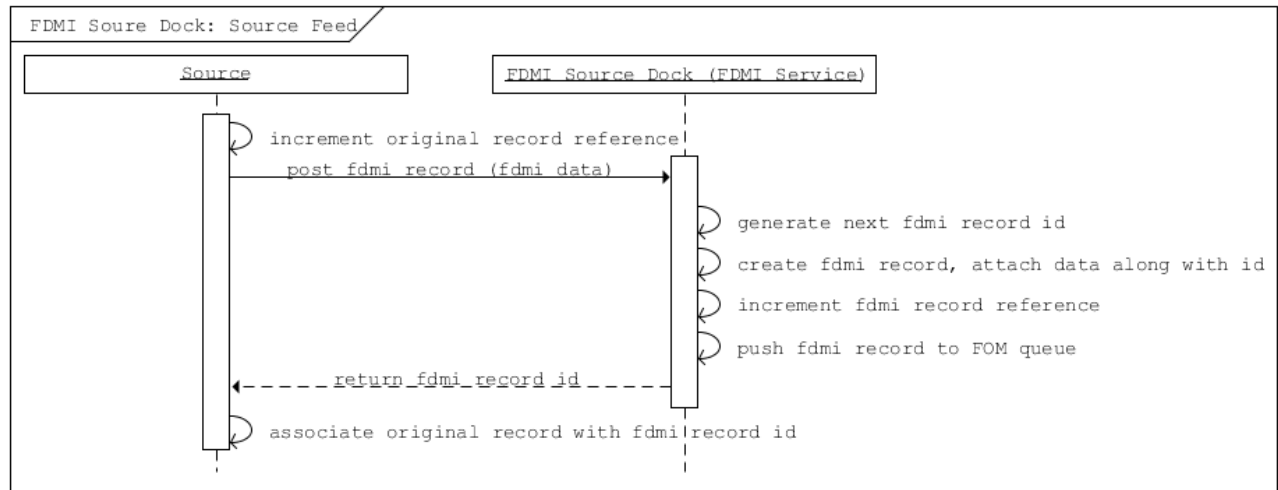 FDMI Soure Dock: Source Feed
Source
FDMI Source Dock (FDMI Service)
increment original record reference
post fdmi record (fdmi data)
generate next fdmi record id
create fdmi record, attach data along with id
increment fdmi record reference
push fdmi record to FOM queue
return fdmi record id
associate original record with fdmi record id